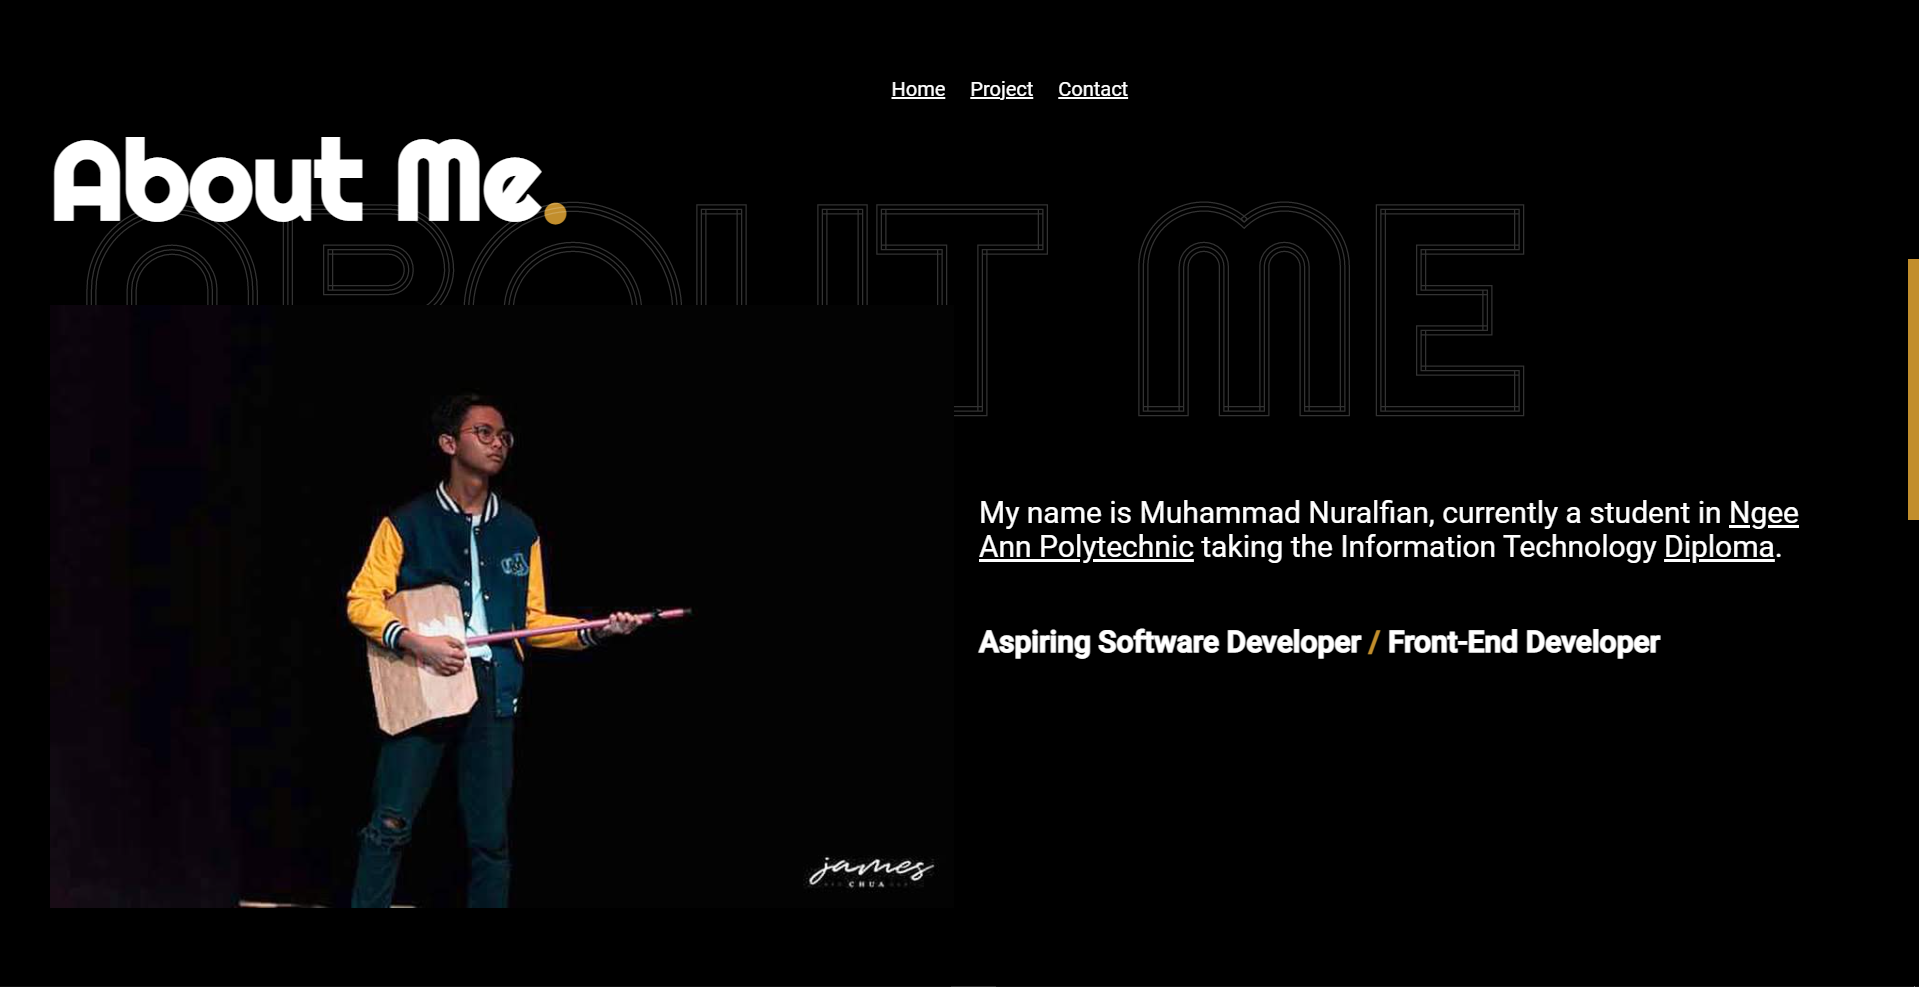 Home Project Contact
About Me.
ABOUT ME
My name is Muhammad Nuralfian, currently a student in Ngee
Ann Polytechnic taking the Information Technology Diploma.
Aspiring Software Developer / Front-End Developer
james
CHUA